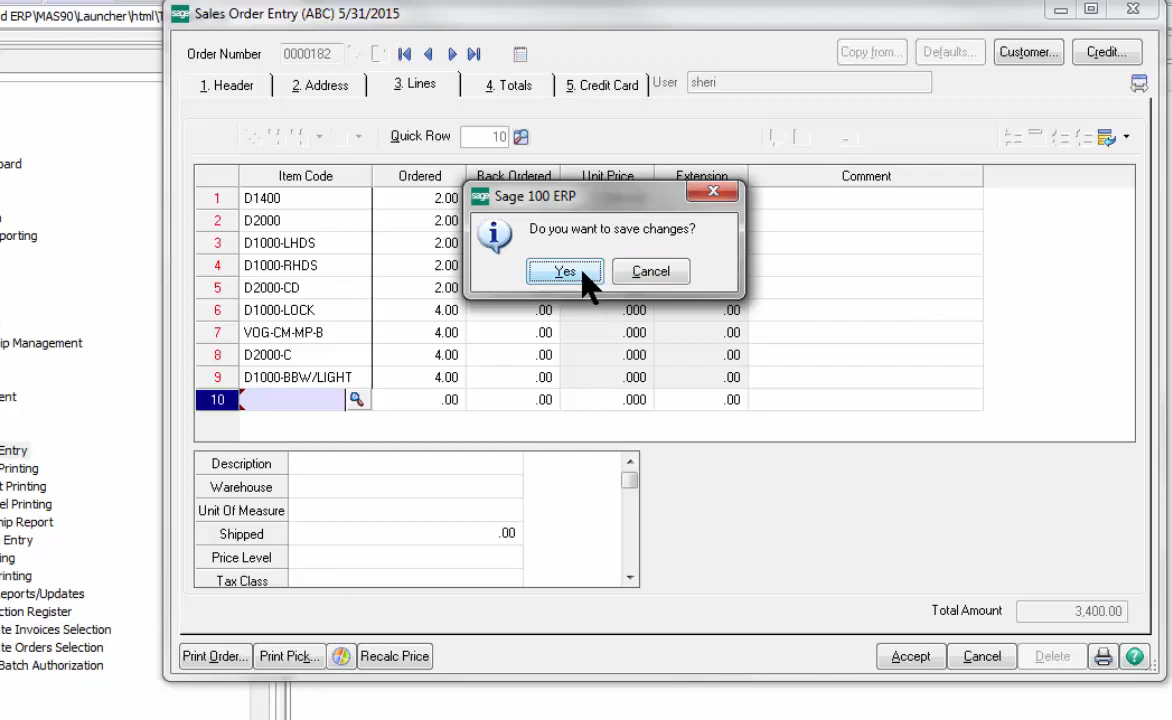 d ERP\MAS90\Launcher\html\T
Sales Order Entry (ABC) 5/31/2015
Order Number 0000182
Copy from... Defaults... Customer... Credit...
1. Header 2. Address 3. Lines 4. Totals 5. Credit Card User sheri
Quick Row 10
Item Code Ordered Back Ordered Unit Price Extension Comment
1 D1400 2.00
2 D2000 2.00
3 D1000-LHDS 2.00
4 D1000-RHDS 2.00
5 D2000-CD 2.00
6 D1000-LOCK 4.00 .00 .000 .00
7 VOG-CM-MP-B 4.00 .00 .000 .00
8 D2000-C 4.00 .00 .000 .00
9 D1000-BBW/LIGHT 4.00 .00 .000 .00
10 .00 .00 .000 .00
sage Sage 100 ERP
Do you want to save changes?
Yes Cancel
Description
Warehouse
Unit Of Measure
Shipped .00
Price Level
Tax Class
Total Amount 3,400.00
Print Order... Print Pick... Recalc Price Accept Cancel Delete
oard
porting
ip Management
ent
Entry
Printing
t Printing
el Printing
hip Report
Entry
ing
rinting
eports/Updates
ction Register
te Invoices Selection
te Orders Selection
Batch Authorization